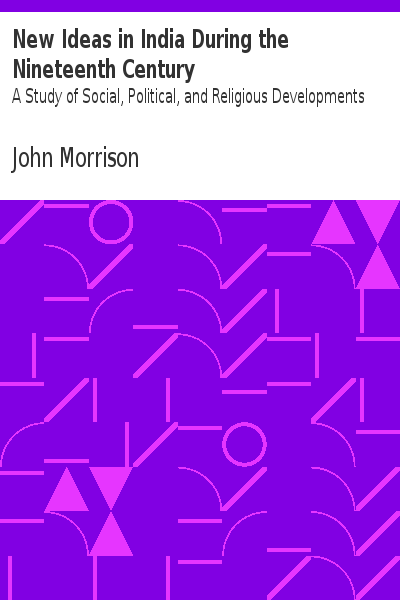 New Ideas in India During the
Nineteenth Century
A Study of Social, Political, and Religious Developments
John Morrison